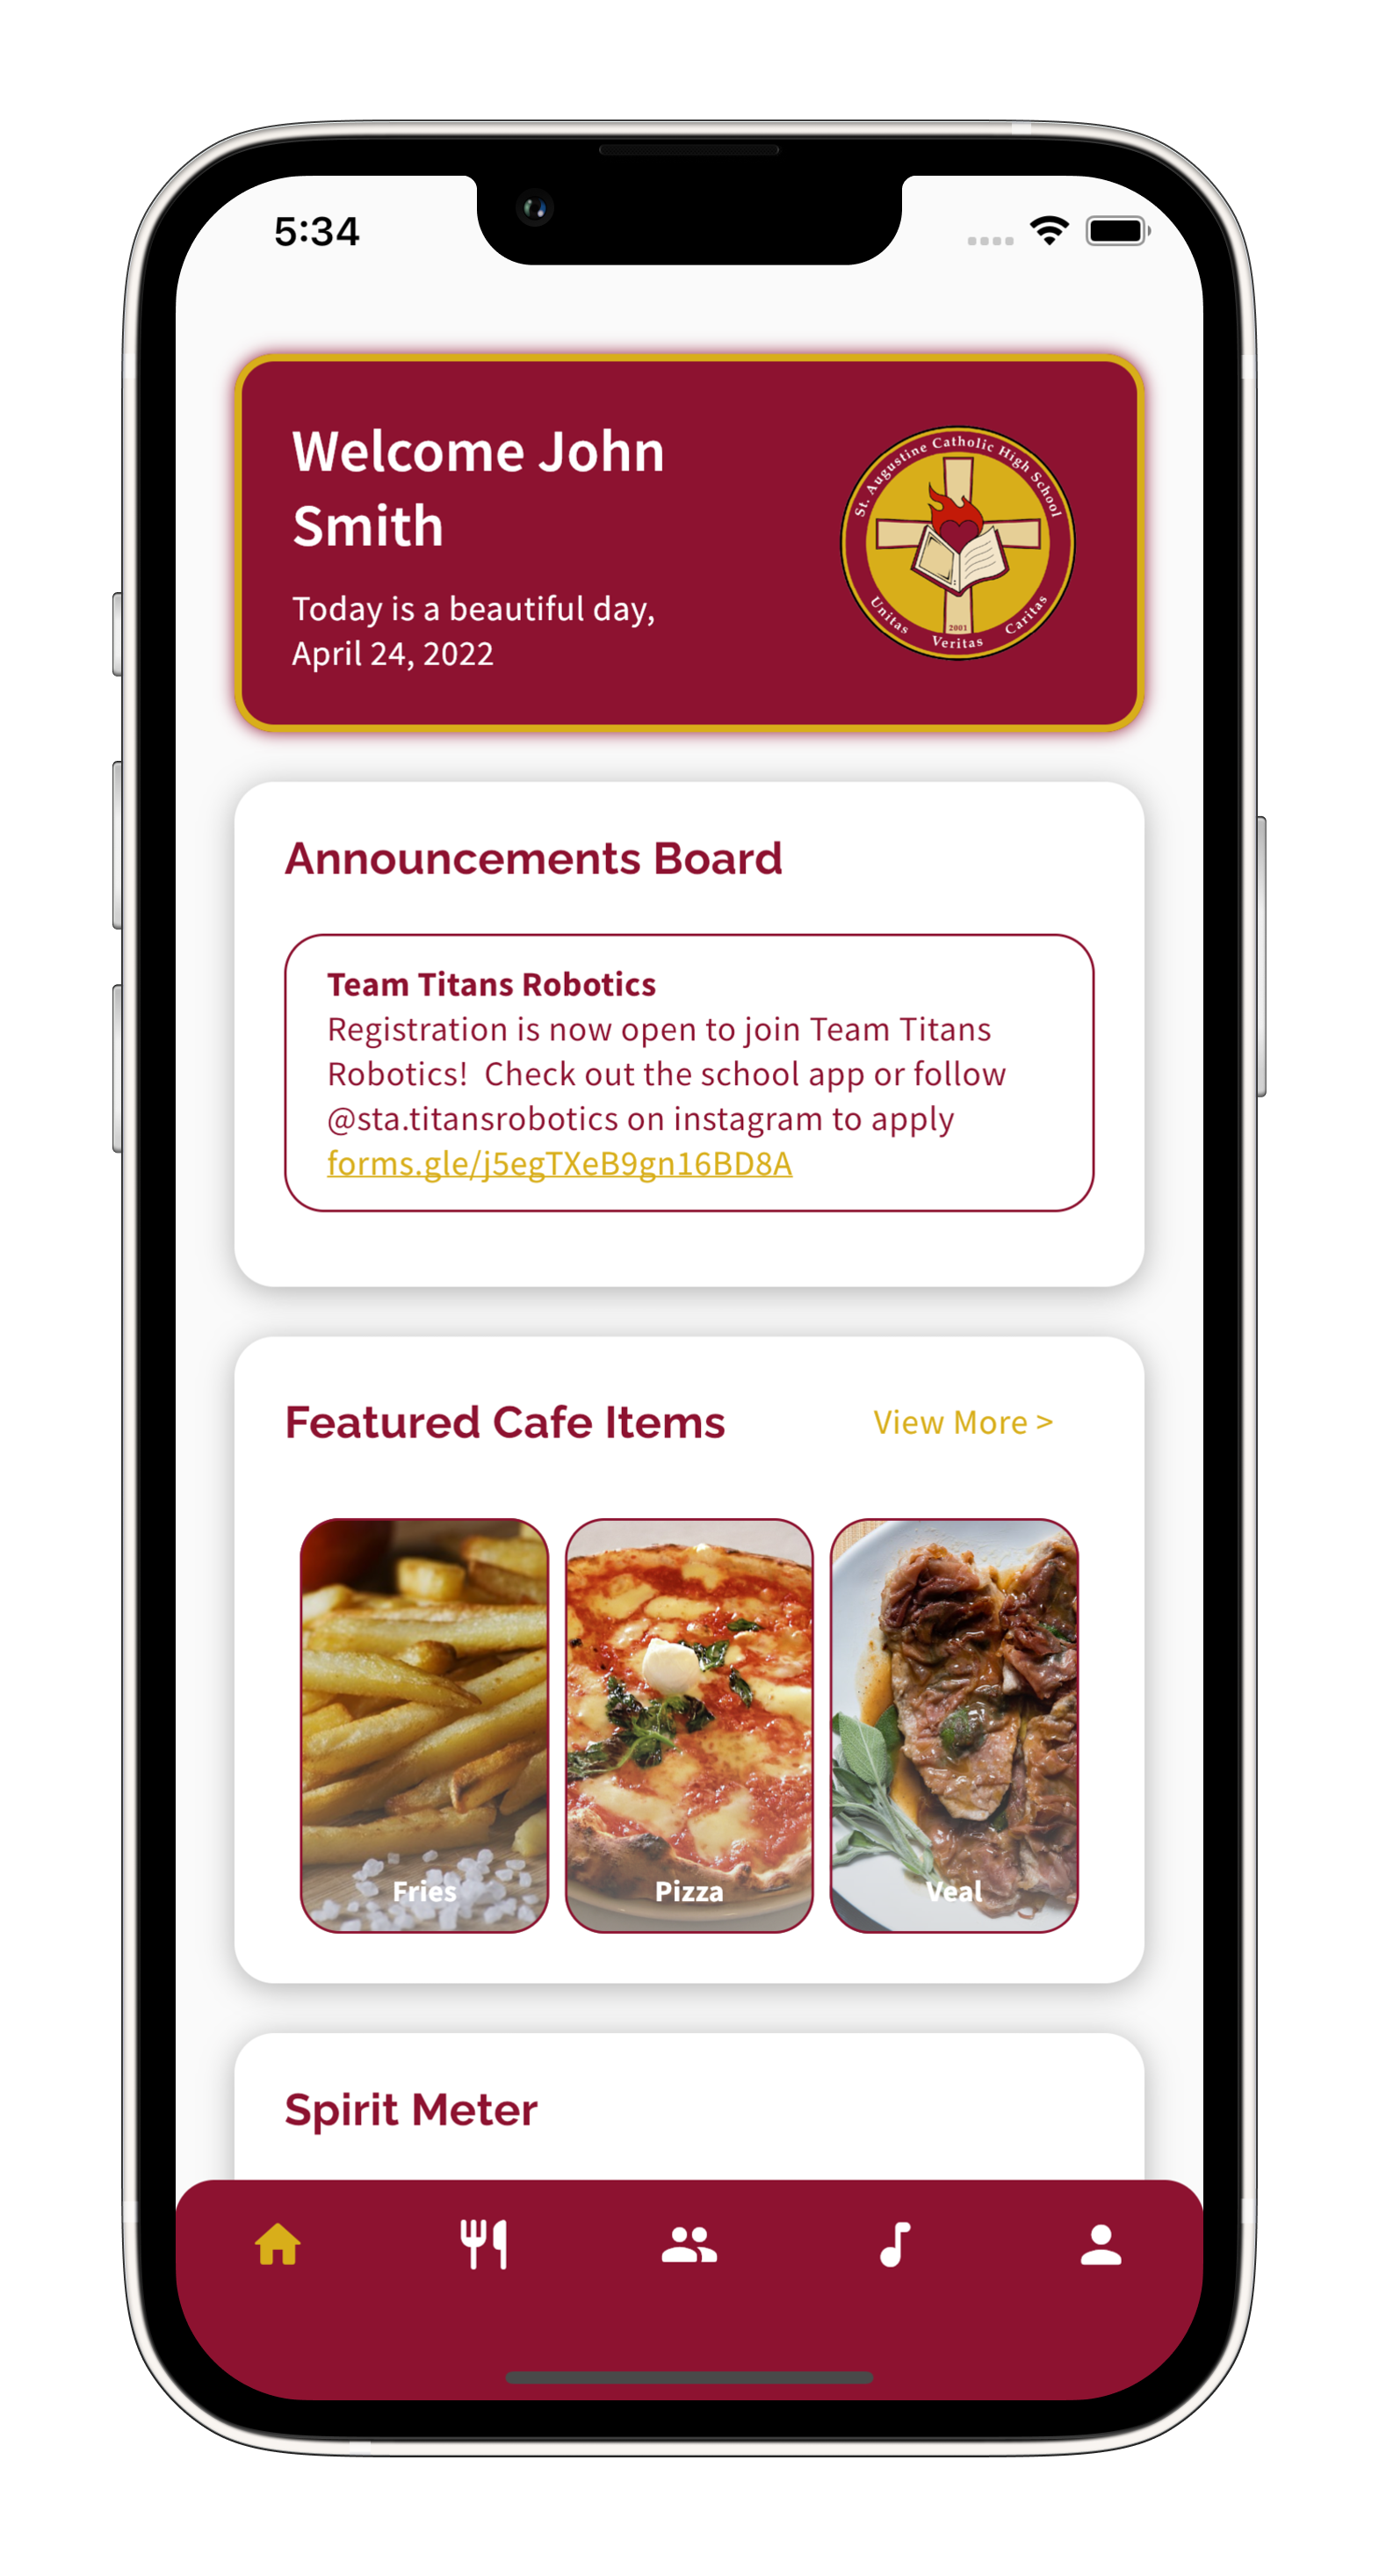 5:34
Welcome John
Smith
Today is a beautiful day,
April 24, 2022
St. Augustine Catholic High School
2001
Unitas Veritas Caritas
Announcements Board
Team Titans Robotics
Registration is now open to join Team Titans
Robotics!  Check out the school app or follow
@sta.titansrobotics on instagram to apply
forms.gle/j5egTXeB9gn16BD8A
Featured Cafe Items
View More >
Fries
Pizza
Veal
Spirit Meter